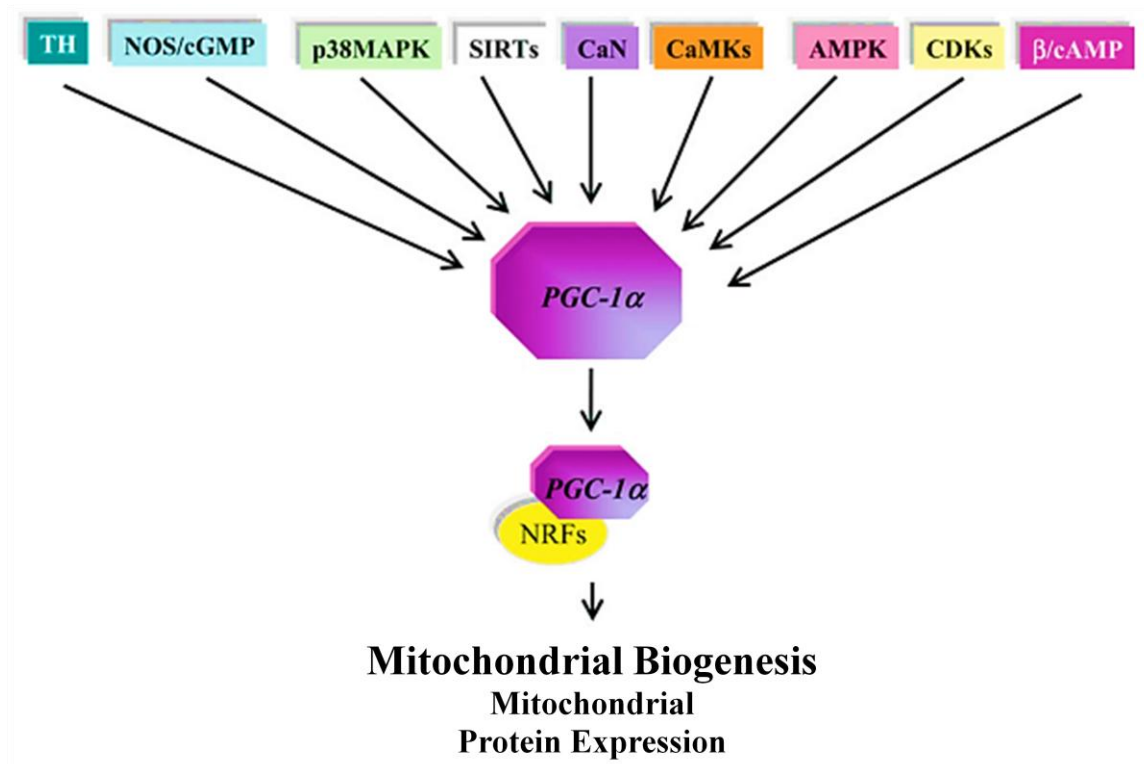 TH NOS/cGMP p38MAPK SIRTs CaN CaMKs AMPK CDKs β/cAMP
PGC-1α
PGC-1α
NRFs
Mitochondrial Biogenesis
Mitochondrial
Protein Expression